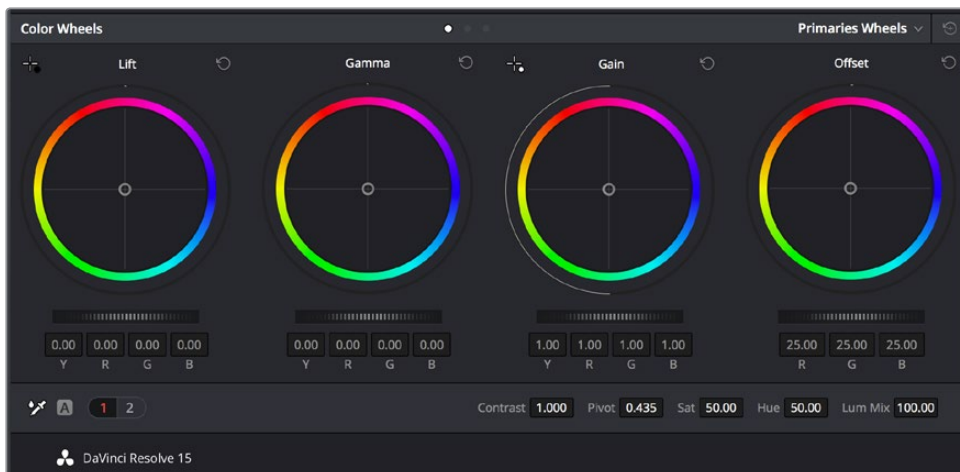 Color Wheels Primaries Wheels
Lift Gamma Gain Offset
0.00 0.00 0.00 0.00 0.00 0.00 0.00 0.00 1.00 1.00 1.00 1.00 25.00 25.00 25.00
Y R G B Y R G B Y R G B R G B
A 1 2 Contrast 1.000 Pivot 0.435 Sat 50.00 Hue 50.00 Lum Mix 100.00
DaVinci Resolve 15